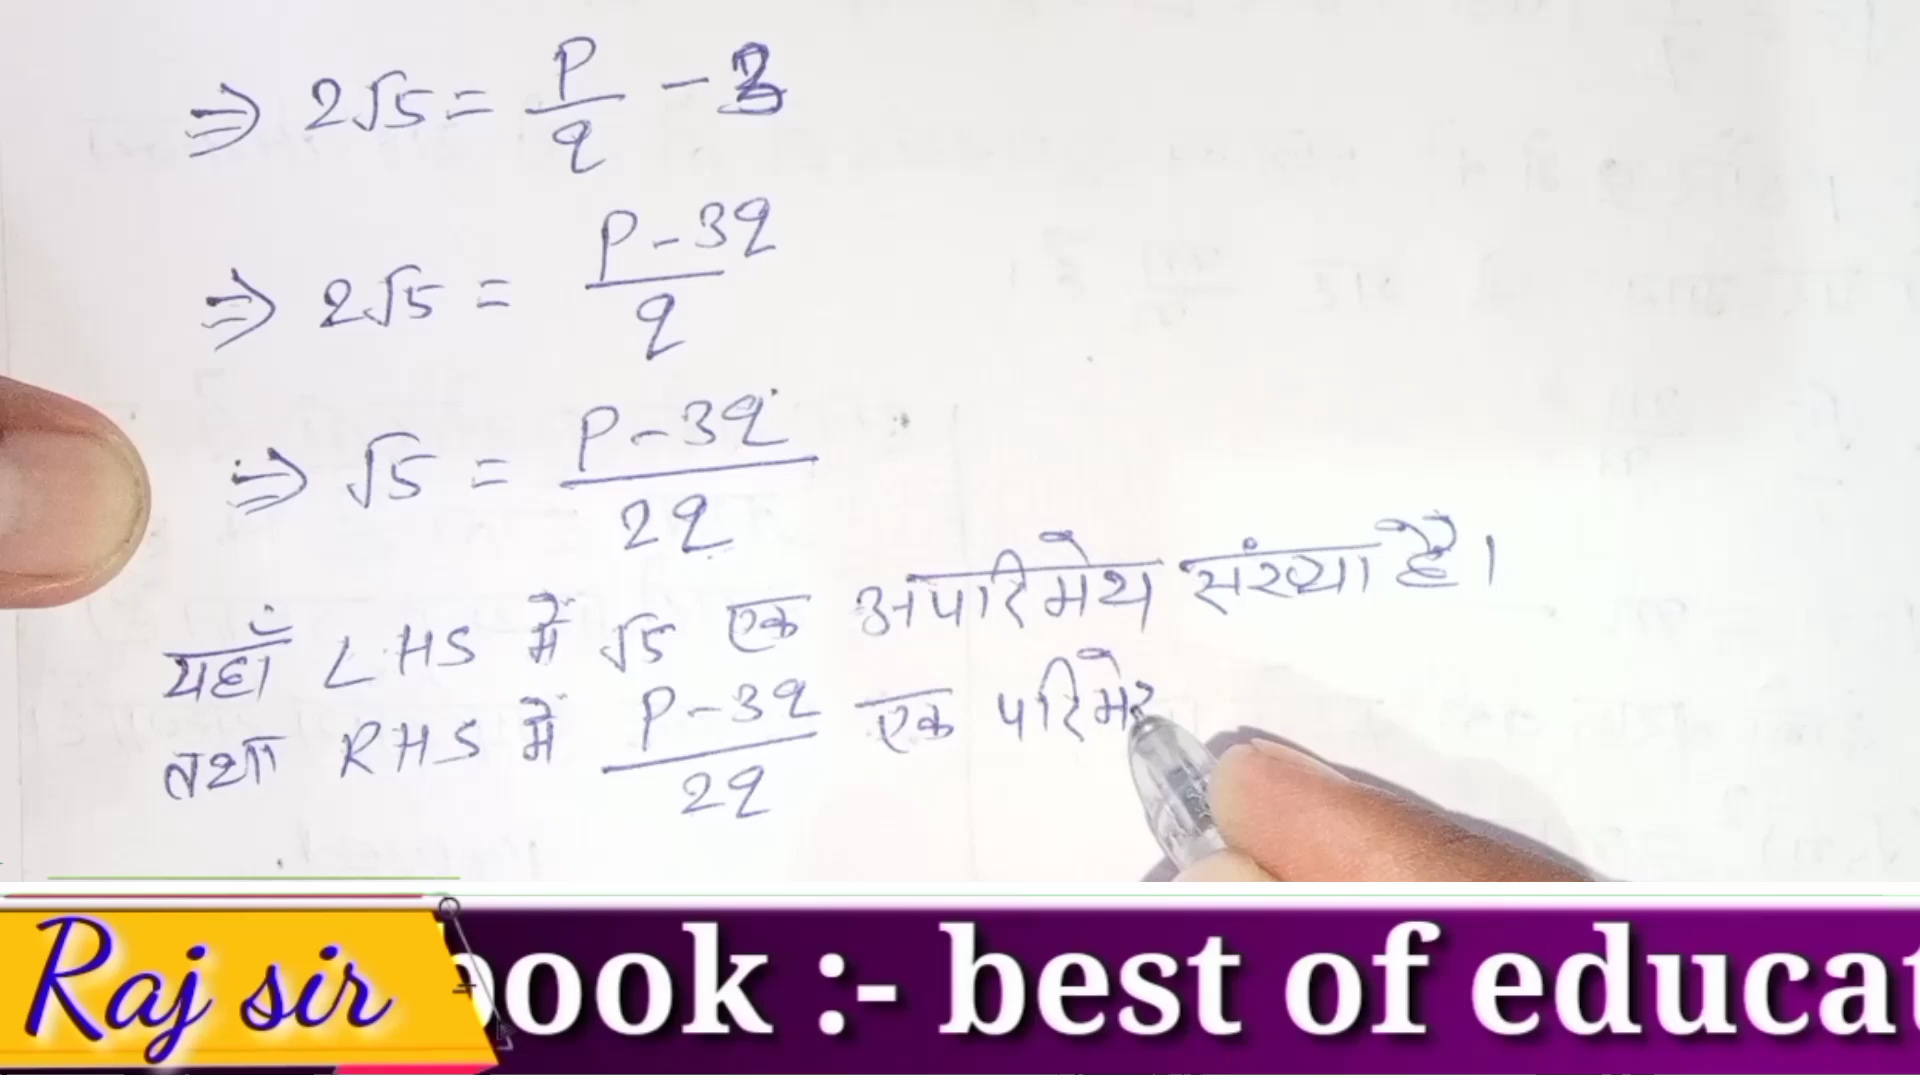 ⇒ 2√5 = P/q - 3
⇒ 2√5 = P-3q/q
⇒ √5 = P-3q/2q
यहाँ LHS में √5 एक अपरिमेय संख्या है।
तथा RHS में P-3q/2q एक परिमे
Raj sir book :- best of educat